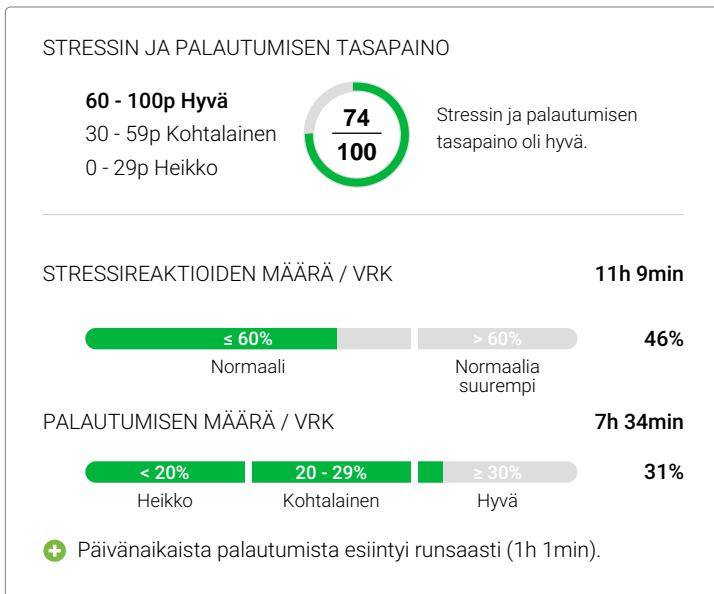 STRESSIN JA PALAUTUMISEN TASAPAINO
60 - 100p Hyvä
30 - 59p Kohtalainen
0 - 29p Heikko
74
100
Stressin ja palautumisen
tasapaino oli hyvä.
STRESSIREAKTIOIDEN MÄÄRÄ / VRK 11h 9min
≤ 60% > 60% 46%
Normaali Normaalia
suurempi
PALAUTUMISEN MÄÄRÄ / VRK 7h 34min
< 20% 20 - 29% ≥ 30% 31%
Heikko Kohtalainen Hyvä
Päivänaikaista palautumista esiintyi runsaasti (1h 1min).